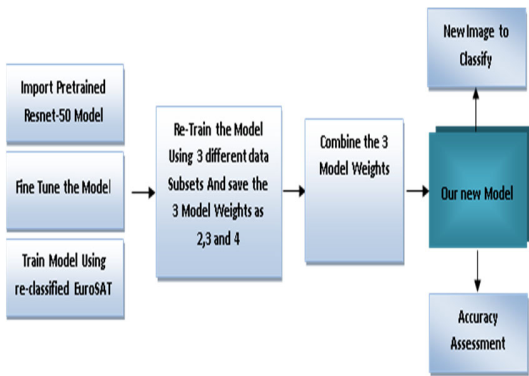 Import Pretrained
Resnet-50 Model
Fine Tune the Model
Train Model Using
re-classified EuroSAT
Re-Train the Model
Using 3 different data
Subsets And save the
3 Model Weights as
2,3 and 4
Combine the 3
Model Weights
New Image to
Classify
Our new Model
Accuracy
Assessment